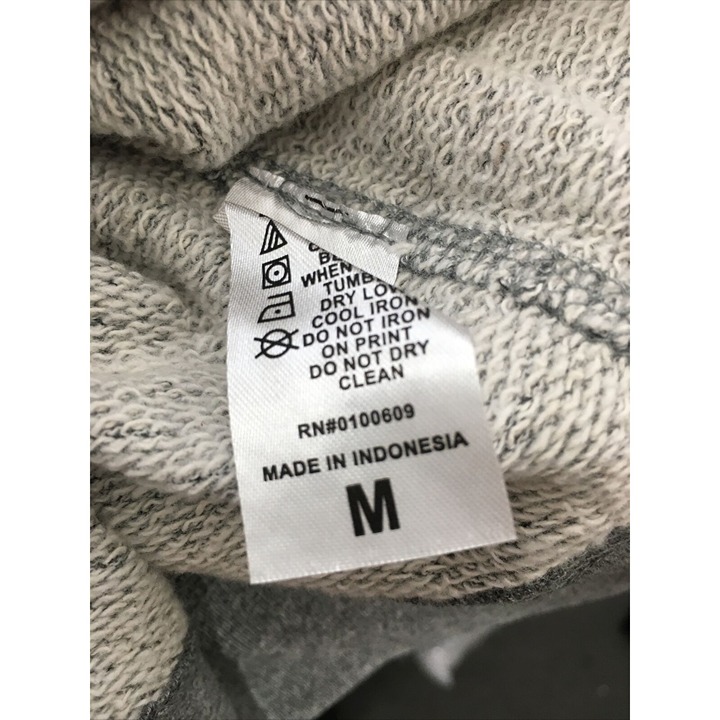 WHEN
TUMB
DRY LOW
COOL IRON
DO NOT IRON
ON PRINT
DO NOT DRY
CLEAN
RN#0100609
MADE IN INDONESIA
M